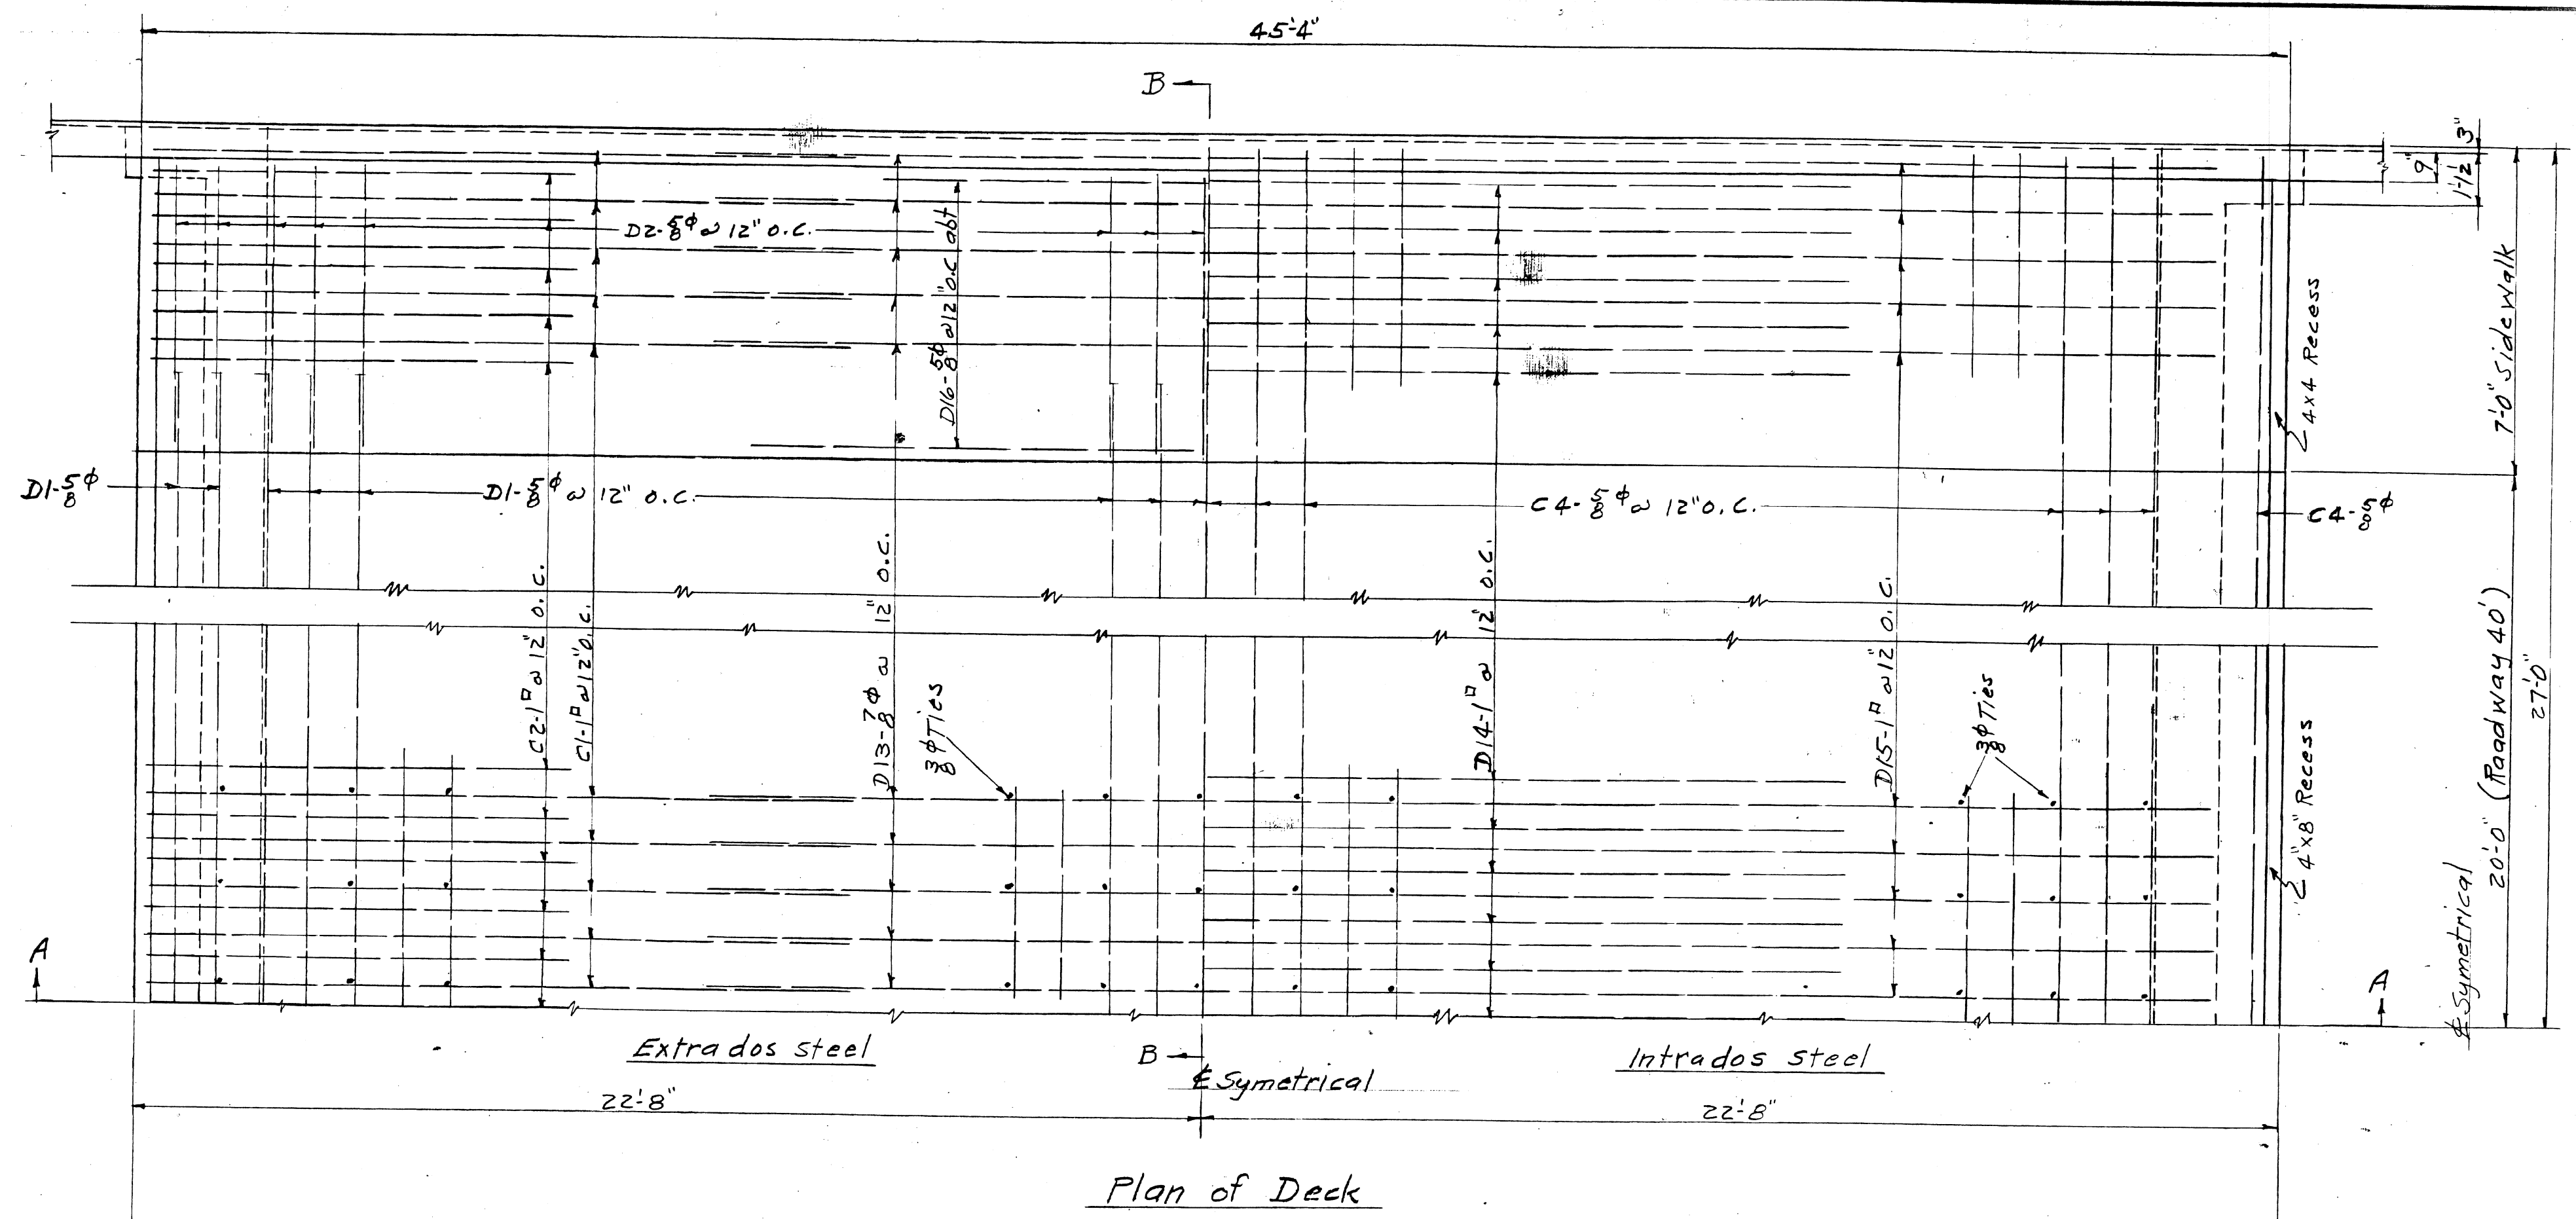 45'-4"
B
3"
9"
1'-1½"
D2-⅝ϕ @ 12" O.C.
D16-⅝ϕ @ 12" O.C abt
4x4 Recess
7'-0" Sidewalk
D1-⅝ϕ
D1-⅝ϕ @ 12" O.C.
C4-⅝ϕ @ 12" O.C.
C4-⅝ϕ
C2-1□ @ 12" O.C.
C1-1□ @ 12" O.C.
D13-⅞ϕ @ 12" O.C.
⅜ϕ Ties
D14-1□ @ 12" O.C.
D15-1□ @ 12" O.C.
⅜ϕ Ties
4"x8" Recess
20'-0" (Roadway 40')
27'-0"
℄ Symetrical
A
A
Extrados steel
B
℄ Symetrical
Intrados steel
22'-8"
22'-8"
Plan of Deck